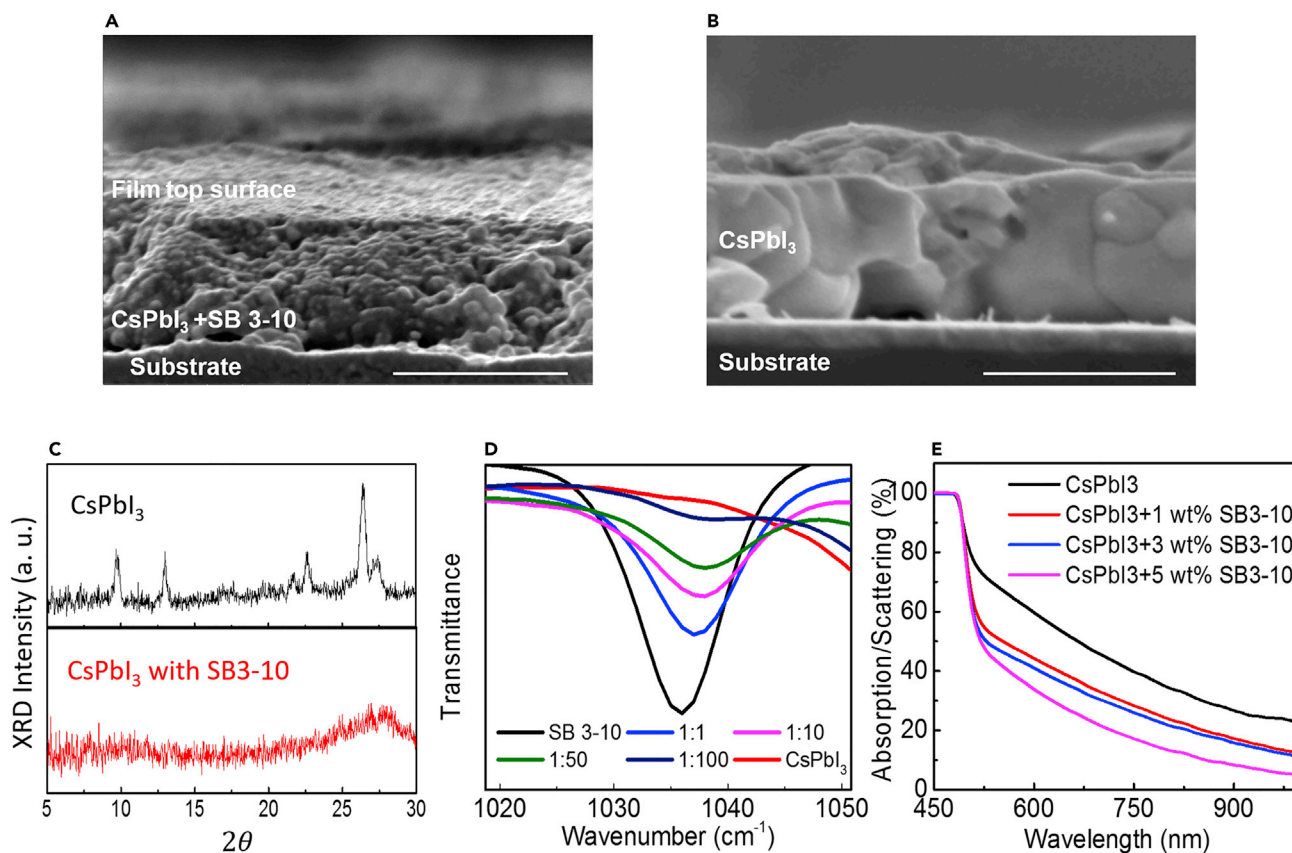 A
Film top surface
CsPbI₃ +SB 3-10
Substrate
B
CsPbI₃
Substrate
C
XRD Intensity (a. u.)
CsPbI₃
CsPbI₃ with SB3-10
5 10 15 20 25 30
2θ
D
Transmittance
SB 3-10 1:1 1:10
1:50 1:100 CsPbI₃
1020 1030 1040 1050
Wavenumber (cm⁻¹)
E
Absorption/Scattering (%)
100
80
60
40
20
0
CsPbI3
CsPbI3+1 wt% SB3-10
CsPbI3+3 wt% SB3-10
CsPbI3+5 wt% SB3-10
450 600 750 900
Wavelength (nm)